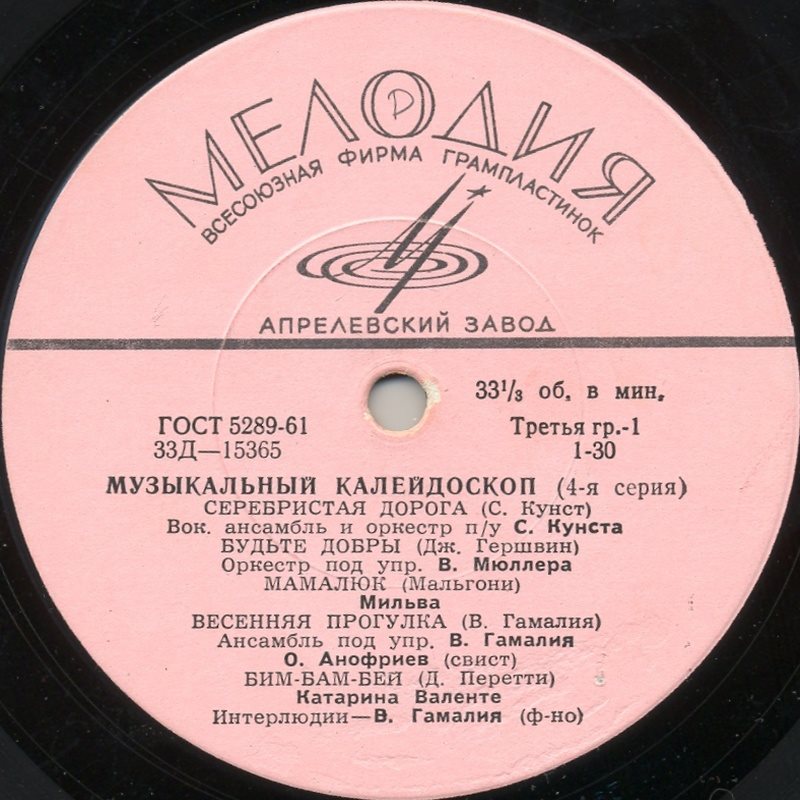 МЕЛОДИЯ
ВСЕСОЮЗНАЯ ФИРМА ГРАМПЛАСТИНОК
АПРЕЛЕВСКИЙ ЗАВОД
33⅓ об. в мин.
ГОСТ 5289-61 Третья гр.-1
33Д—15365 1-30
МУЗЫКАЛЬНЫЙ КАЛЕЙДОСКОП (4-я серия)
СЕРЕБРИСТАЯ ДОРОГА (С. Кунст)
Вок. ансамбль и оркестр п/у С. Кунста
БУДЬТЕ ДОБРЫ (Дж. Гершвин)
Оркестр под упр. В. Мюллера
МАМАЛЮК (Мальгони)
Мильва
ВЕСЕННЯЯ ПРОГУЛКА (В. Гамалия)
Ансамбль под упр. В. Гамалия
О. Анофриев (свист)
БИМ-БАМ-БЕЙ (Д. Перетти)
Катарина Валенте
Интерлюдии—В. Гамалия (ф-но)